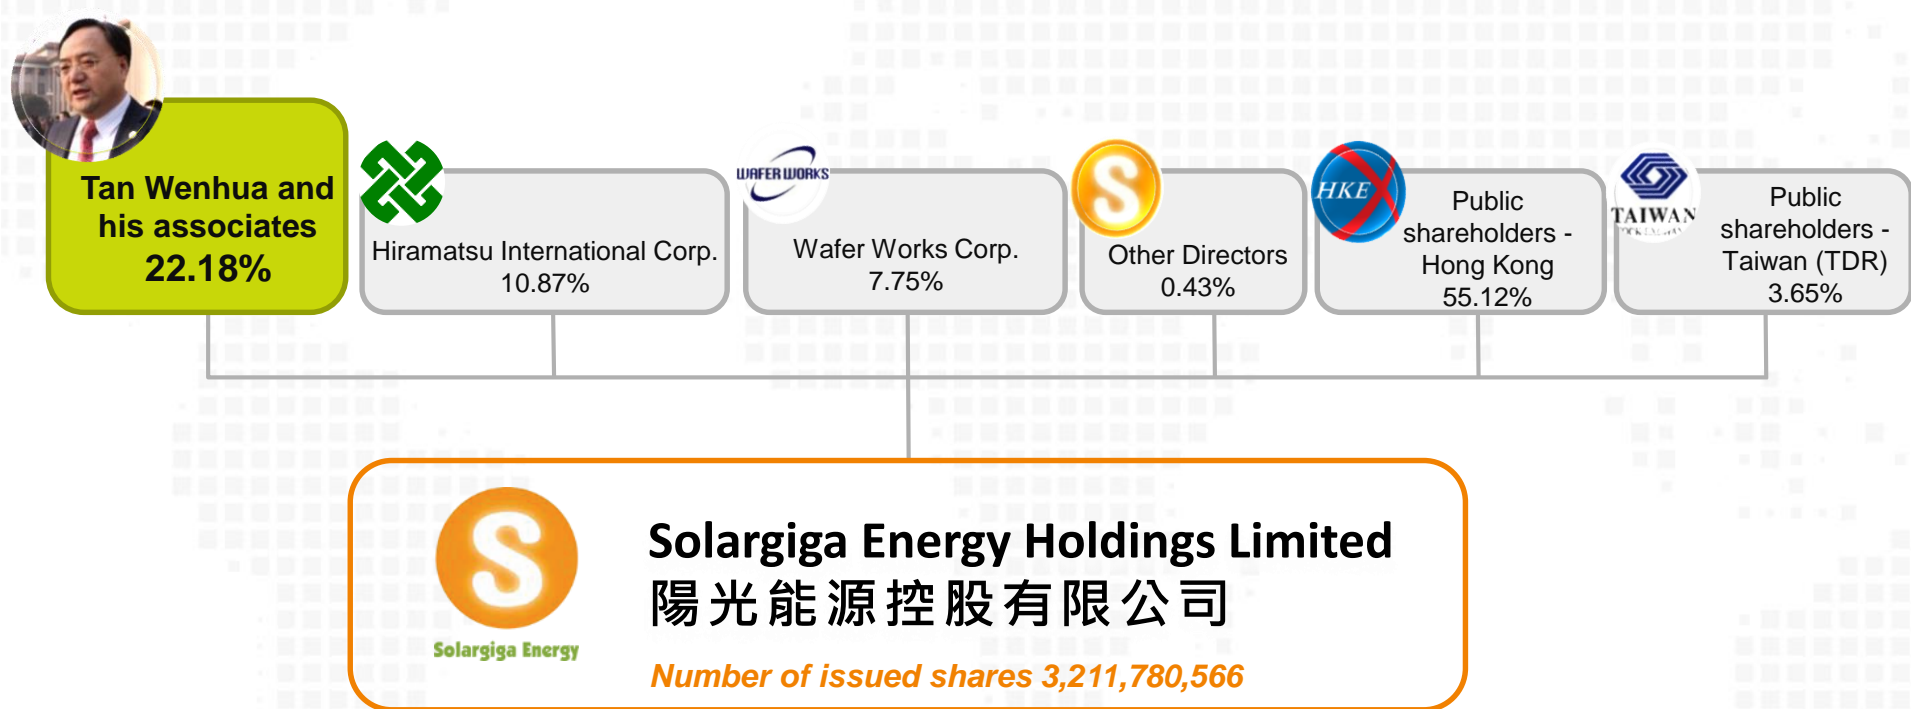 Tan Wenhua and
his associates
22.18%
Hiramatsu International Corp.
10.87%
WAFER WORKS
Wafer Works Corp.
7.75%
S
Other Directors
0.43%
HKEX
Public
shareholders -
Hong Kong
55.12%
TAIWAN
Public
shareholders -
Taiwan (TDR)
3.65%
S
Solargiga Energy
Solargiga Energy Holdings Limited
陽光能源控股有限公司
Number of issued shares 3,211,780,566